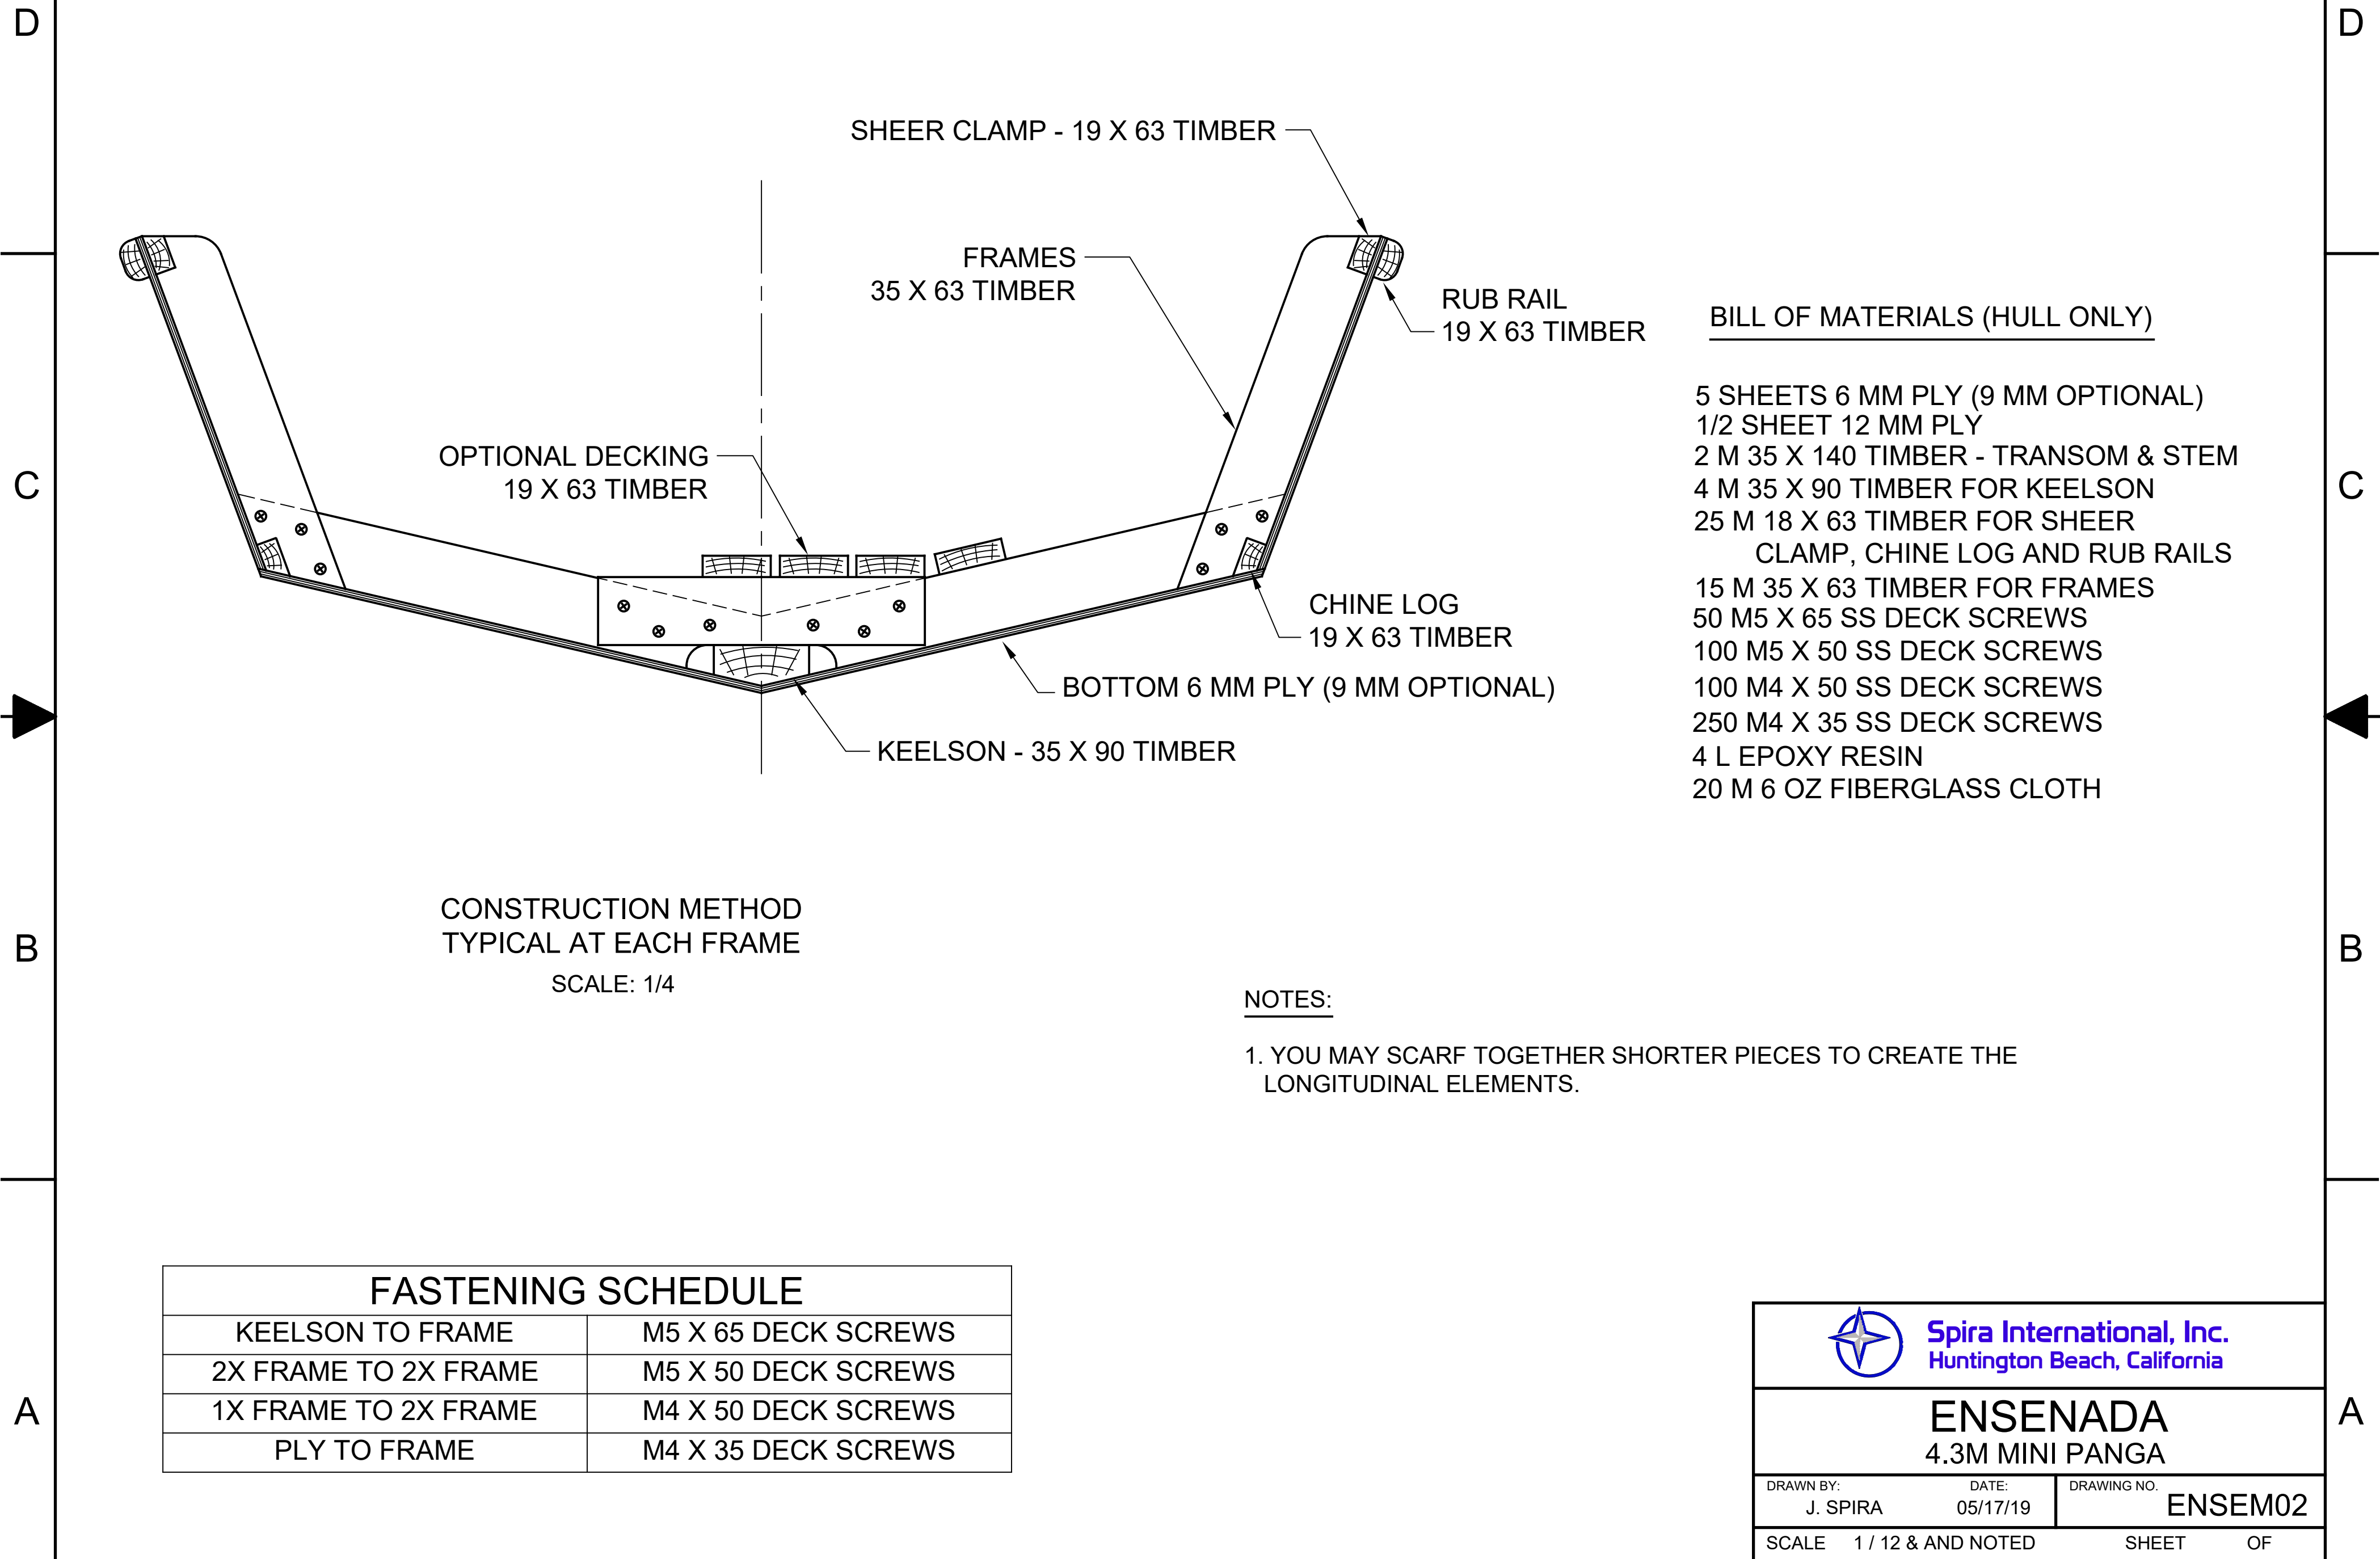 D
D
SHEER CLAMP - 19 X 63 TIMBER
FRAMES
35 X 63 TIMBER
RUB RAIL
19 X 63 TIMBER
OPTIONAL DECKING
19 X 63 TIMBER
CHINE LOG
19 X 63 TIMBER
BOTTOM 6 MM PLY (9 MM OPTIONAL)
KEELSON - 35 X 90 TIMBER
BILL OF MATERIALS (HULL ONLY)
5 SHEETS 6 MM PLY (9 MM OPTIONAL)
1/2 SHEET 12 MM PLY
2 M 35 X 140 TIMBER - TRANSOM & STEM
4 M 35 X 90 TIMBER FOR KEELSON
25 M 18 X 63 TIMBER FOR SHEER
CLAMP, CHINE LOG AND RUB RAILS
15 M 35 X 63 TIMBER FOR FRAMES
50 M5 X 65 SS DECK SCREWS
100 M5 X 50 SS DECK SCREWS
100 M4 X 50 SS DECK SCREWS
250 M4 X 35 SS DECK SCREWS
4 L EPOXY RESIN
20 M 6 OZ FIBERGLASS CLOTH
C
C
CONSTRUCTION METHOD
TYPICAL AT EACH FRAME
SCALE: 1/4
B
B
NOTES:
1. YOU MAY SCARF TOGETHER SHORTER PIECES TO CREATE THE
LONGITUDINAL ELEMENTS.
FASTENING SCHEDULE
KEELSON TO FRAME M5 X 65 DECK SCREWS
2X FRAME TO 2X FRAME M5 X 50 DECK SCREWS
1X FRAME TO 2X FRAME M4 X 50 DECK SCREWS
PLY TO FRAME M4 X 35 DECK SCREWS
A
A
Spira International, Inc.
Huntington Beach, California
ENSENADA
4.3M MINI PANGA
DRAWN BY: DATE: DRAWING NO.
J. SPIRA 05/17/19 ENSEM02
SCALE 1 / 12 & AND NOTED SHEET OF